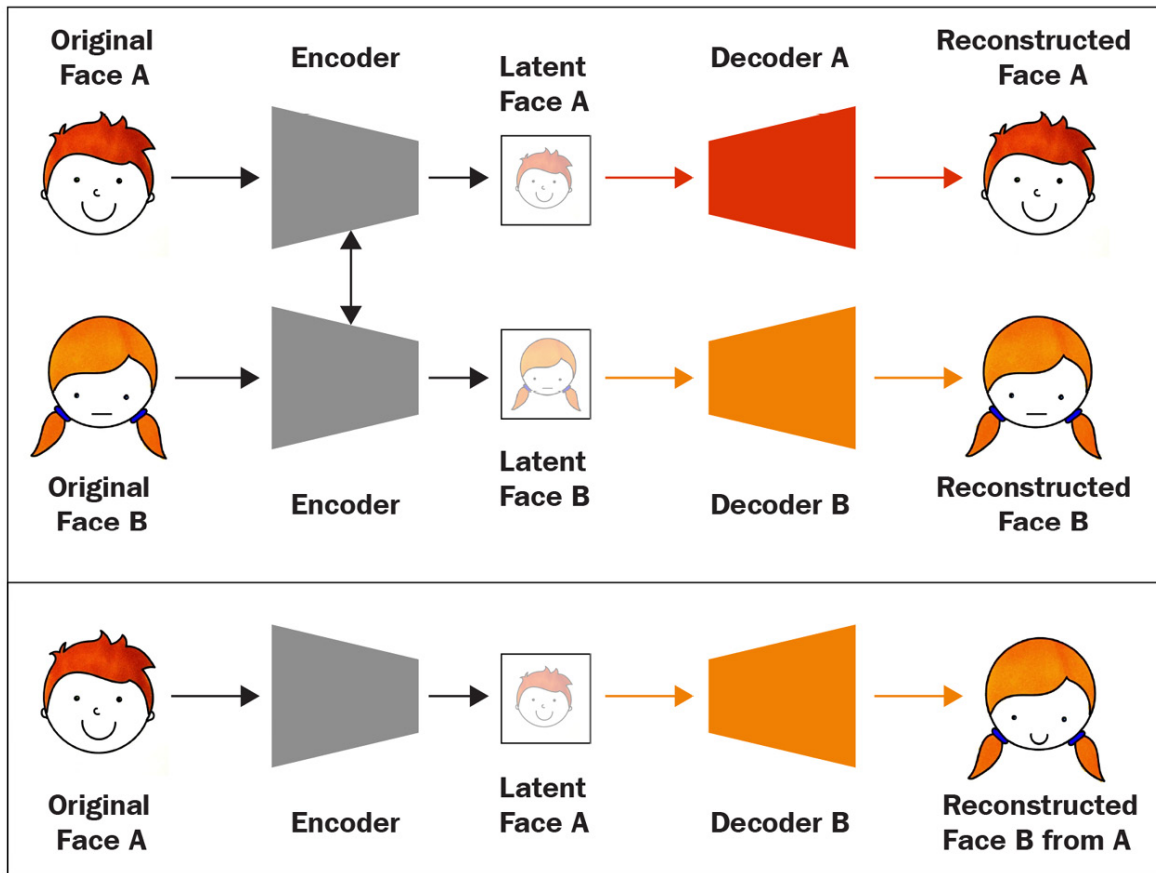 Original
Face A
Encoder
Latent
Face A
Decoder A
Reconstructed
Face A
Original
Face B
Encoder
Latent
Face B
Decoder B
Reconstructed
Face B
Original
Face A
Encoder
Latent
Face A
Decoder B
Reconstructed
Face B from A